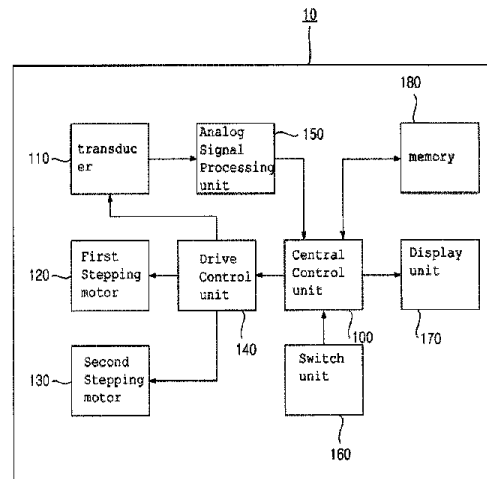 10
180
150
110
transduc
er
Analog
Signal
Processing
unit
memory
120
First
Stepping
motor
Drive
Control
unit
Central
Control
unit
Display
unit
140
100
170
130
Second
Stepping
motor
Switch
unit
160